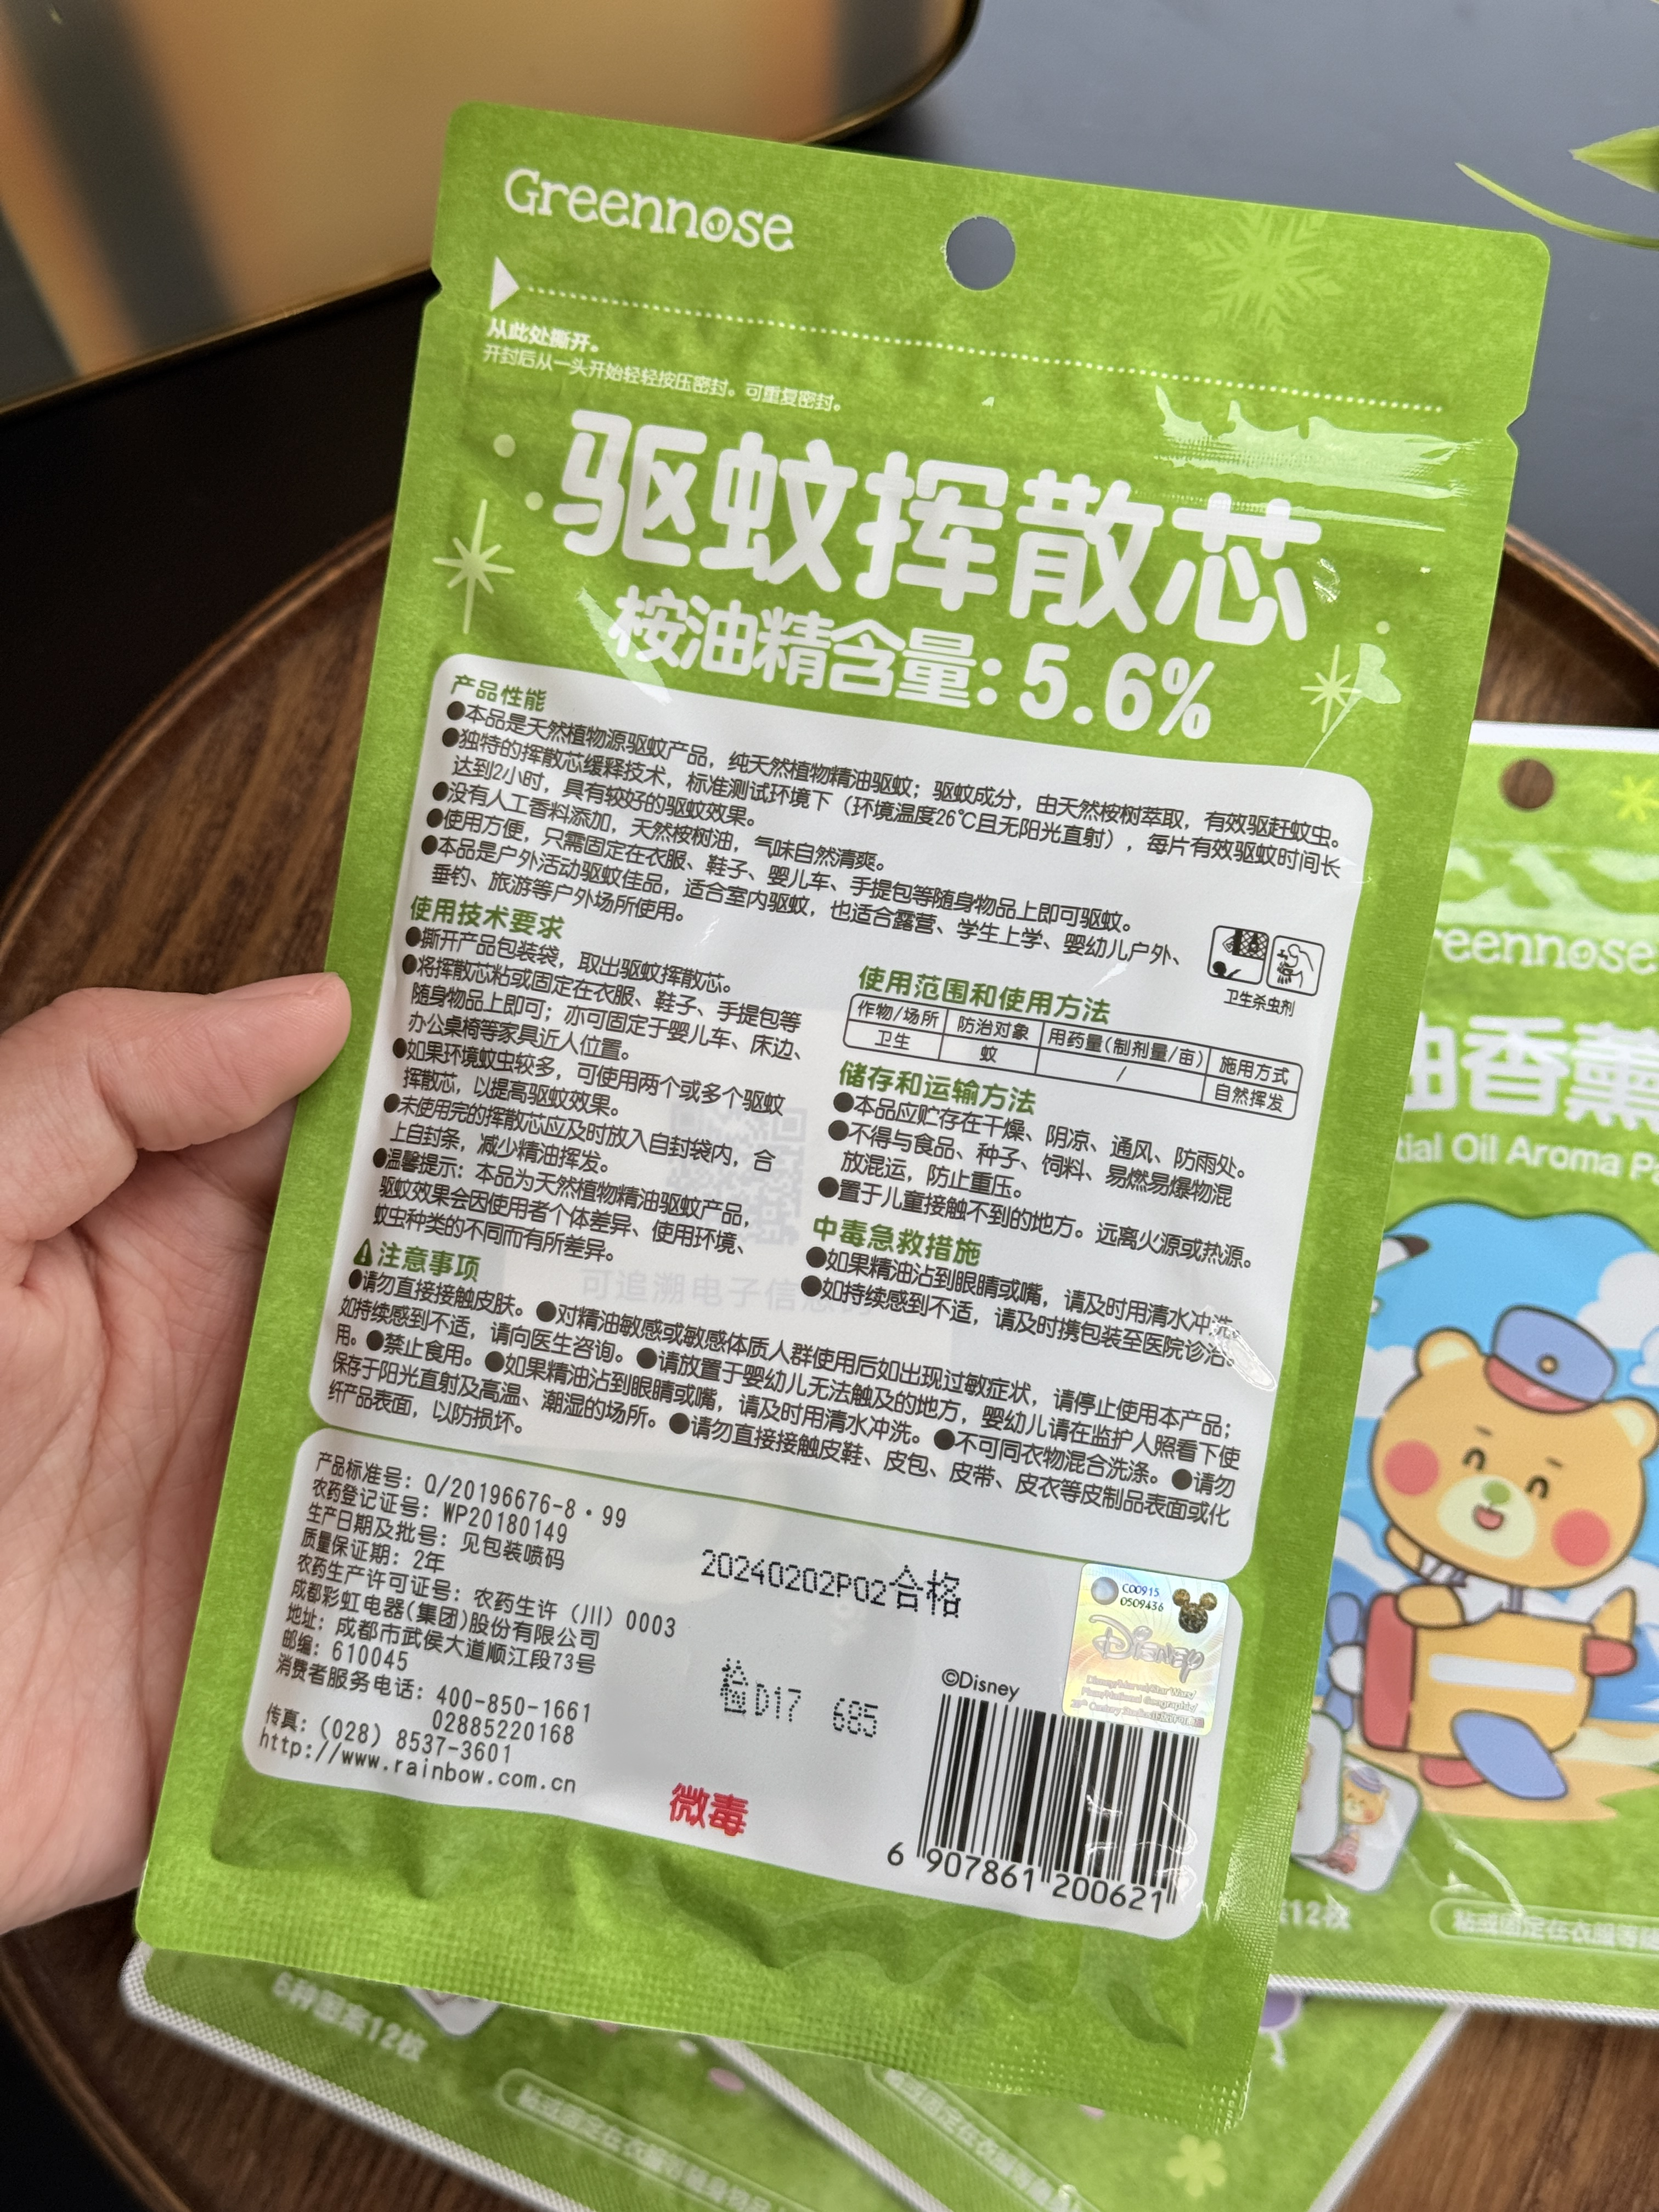 Greennose
从此处撕开。
开封后从一头开始轻轻按压密封。可重复密封。
驱蚊挥散芯
桉油精含量：5.6%
产品性能
●本品是天然植物源驱蚊产品，纯天然植物精油驱蚊；驱蚊成分，由天然桉树萃取，有效驱赶蚊虫。
●独特的挥散芯缓释技术，标准测试环境下（环境温度26℃且无阳光直射），每片有效驱蚊时间长
达到2小时，具有较好的驱蚊效果。
●没有人工香料添加，天然桉树油，气味自然清爽。
●使用方便，只需固定在衣服、鞋子、婴儿车、手提包等随身物品上即可驱蚊。
●本品是户外活动驱蚊佳品，适合室内驱蚊，也适合露营、学生上学、婴幼儿户外、
垂钓、旅游等户外场所使用。
卫生杀虫剂
使用技术要求
●撕开产品包装袋，取出驱蚊挥散芯。
●将挥散芯粘或固定在衣服、鞋子、手提包等
随身物品上即可；亦可固定于婴儿车、床边、
办公桌椅等家具近人位置。
●如果环境蚊虫较多，可使用两个或多个驱蚊
挥散芯，以提高驱蚊效果。
●未使用完的挥散芯应及时放入自封袋内，合
上自封条，减少精油挥发。
●温馨提示：本品为天然植物精油驱蚊产品，
驱蚊效果会因使用者个体差异、使用环境、
蚊虫种类的不同而有所差异。
使用范围和使用方法
作物/场所 防治对象 用药量(制剂量/亩) 施用方式
卫生 蚊 / 自然挥发
储存和运输方法
●本品应贮存在干燥、阴凉、通风、防雨处。
●不得与食品、种子、饲料、易燃易爆物混
放混运，防止重压。
●置于儿童接触不到的地方。远离火源或热源。
中毒急救措施
●如果精油沾到眼睛或嘴，请及时用清水冲洗。
●如持续感到不适，请及时携包装至医院诊治。
可追溯电子信息码
注意事项
●请勿直接接触皮肤。●对精油敏感或敏感体质人群使用后如出现过敏症状，请停止使用本产品；
如持续感到不适，请向医生咨询。●请放置于婴幼儿无法触及的地方，婴幼儿请在监护人照看下使
用。●禁止食用。●如果精油沾到眼睛或嘴，请及时用清水冲洗。●不可同衣物混合洗涤。●请勿
保存于阳光直射及高温、潮湿的场所。●请勿直接接触皮鞋、皮包、皮带、皮衣等皮制品表面或化
纤产品表面，以防损坏。
产品标准号：Q/20196676-8·99
农药登记证号：WP20180149
生产日期及批号：见包装喷码
质量保证期：2年
农药生产许可证号：农药生许（川）0003
成都彩虹电器(集团)股份有限公司
地址：成都市武侯大道顺江段73号
邮编：610045
消费者服务电话：400-850-1661
02885220168
传真：(028) 8537-3601
http://www.rainbow.com.cn
20240202P02合格
检D17 685
微毒
C00915
0509436
Disney
©Disney
6 907861 200621
reennose
油香薰
tial Oil Aroma Pa
12枚
粘或固定在衣服等
6种图案12枚
粘或固定在衣服等随身物品